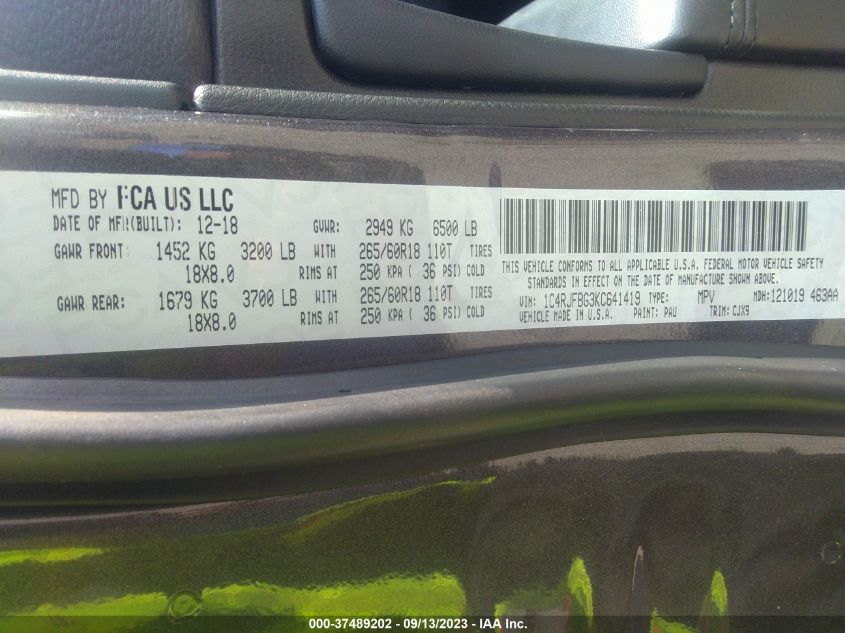 MFD BY FCA US LLC
DATE OF MFR(BUILT): 12-18 GVWR: 2949 KG 6500 LB
GAWR FRONT: 1452 KG 3200 LB WITH 265/60R18 110T TIRES
18X8.0 RIMS AT 250 KPA ( 36 PSI) COLD
GAWR REAR: 1679 KG 3700 LB WITH 265/60R18 110T TIRES
18X8.0 RIMS AT 250 KPA ( 36 PSI) COLD
THIS VEHICLE CONFORMS TO ALL APPLICABLE U.S.A. FEDERAL MOTOR VEHICLE SAFETY
STANDARDS IN EFFECT ON THE DATE OF MANUFACTURE SHOWN ABOVE.
VIN: 1C4RJFBG3KC641419 TYPE: MPV MDH: 121019 463AA
VEHICLE MADE IN U.S.A. PAINT: PAU TRIM: CJX9
000-37489202 - 09/13/2023 - IAA Inc.